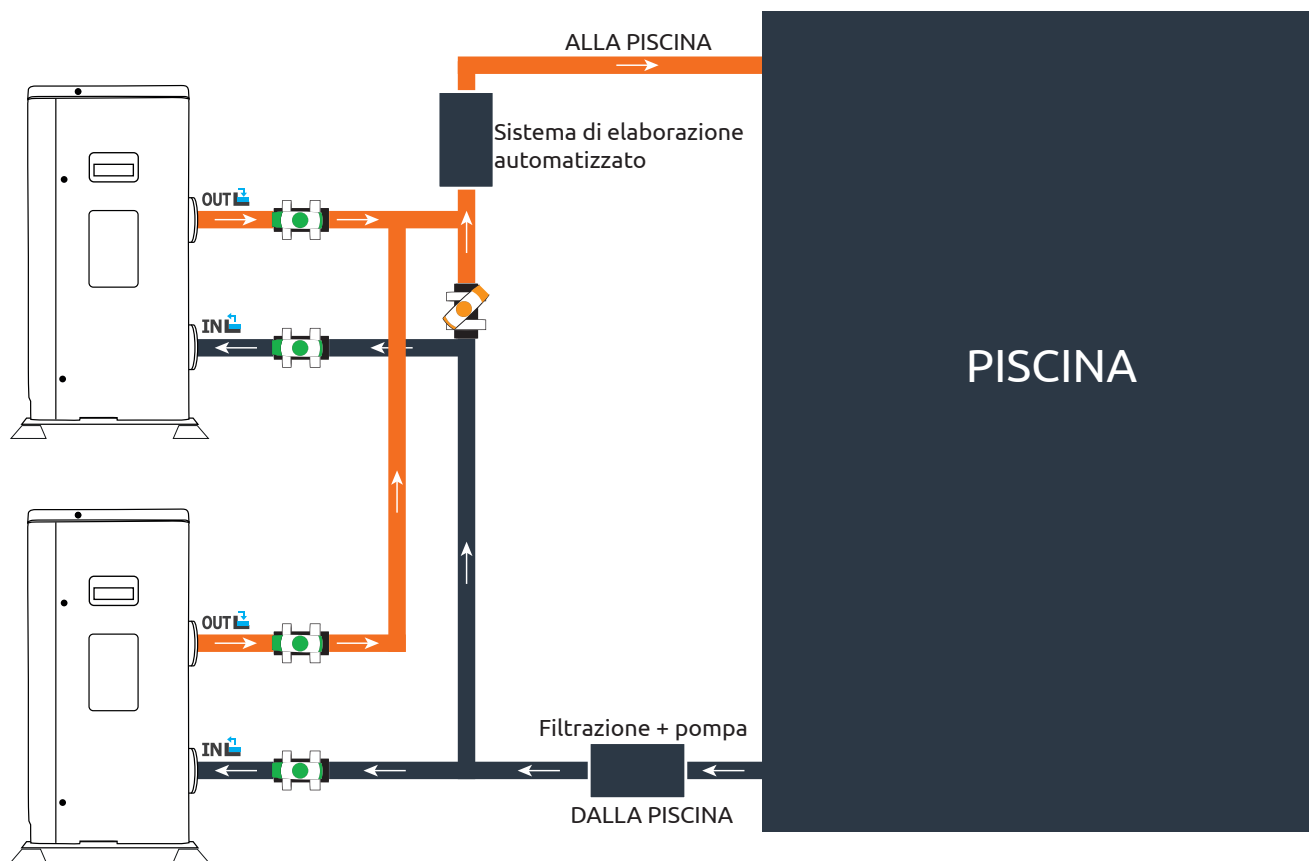 ALLA PISCINA
Sistema di elaborazione
automatizzato
OUT
IN
PISCINA
OUT
Filtrazione + pompa
IN
DALLA PISCINA